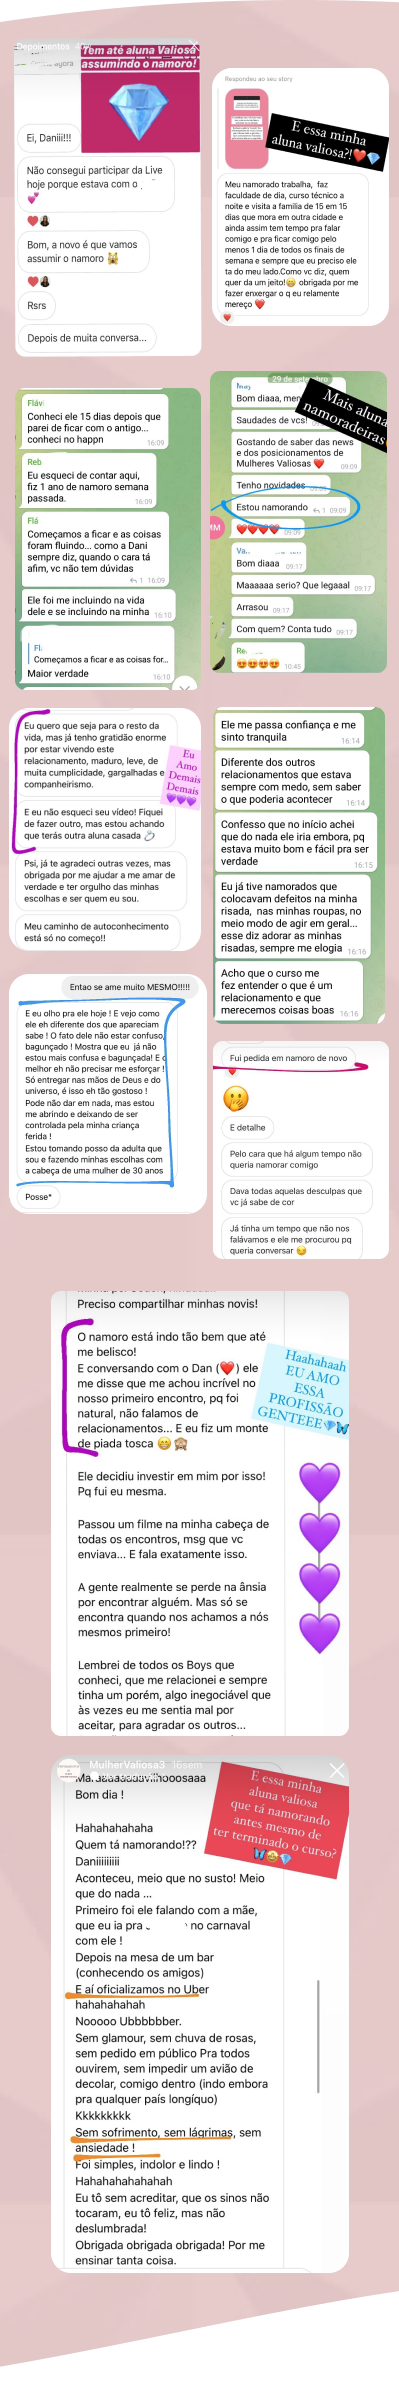 Depoimentos
Tem até aluna Valiosa
assumindo o namoro!
Ei, Daniii!!!
Não consegui participar da Live
hoje porque estava com o
💕
Bom, a novo é que vamos
assumir o namoro 🙀
Rsrs
Depois de muita conversa...
Respondeu ao seu story
E essa minha
aluna valiosa?!❤️💎
Meu namorado trabalha, faz
faculdade de dia, curso técnico a
noite e visita a familia de 15 em 15
dias que mora em outra cidade e
ainda assim tem tempo pra falar
comigo e pra ficar comigo pelo
menos 1 dia de todos os finais de
semana e sempre que eu preciso ele
ta do meu lado.Como vc diz, quem
quer da um jeito!😁 obrigada por me
fazer enxergar o q eu relamente
mereço ❤️
Fláv
Conheci ele 15 dias depois que
parei de ficar com o antigo...
conheci no happn
16:09
Reb
Eu esqueci de contar aqui,
fiz 1 ano de namoro semana
passada.
16:09
Flá
Começamos a ficar e as coisas
foram fluindo... como a Dani
sempre diz, quando o cara tá
afim, vc não tem dúvidas
1 16:09
Ele foi me incluindo na vida
dele e se incluindo na minha 16:10
Começamos a ficar e as coisas for...
Maior verdade 16:10
29 de setembro
Mais aluna
namoradeiras
Bom diaaa, men
Saudades de vcs!
Gostando de saber das news
e dos posicionamentos de
Mulheres Valiosas ❤️ 09:09
Tenho novidades 09:09
Estou namorando 1 09:09
❤️❤️❤️❤️ 09:09
Va..
Bom diaaa 09:17
Maaaaaa serio? Que legaaal 09:17
Arrasou 09:17
Com quem? Conta tudo 09:17
😍😍😍😍 10:45
Eu quero que seja para o resto da
vida, mas já tenho gratidão enorme
por estar vivendo este
relacionamento, maduro, leve, de
muita cumplicidade, gargalhadas e
companheirismo.
Eu
Amo
Demais
Demais
💜💜💜
E eu não esqueci seu vídeo! Fiquei
de fazer outro, mas estou achando
que terás outra aluna casada 💍
Psi, já te agradeci outras vezes, mas
obrigada por me ajudar a me amar de
verdade e ter orgulho das minhas
escolhas e ser quem eu sou.
Meu caminho de autoconhecimento
está só no começo!!
Ele me passa confiança e me
sinto tranquila 16:14
Diferente dos outros
relacionamentos que estava
sempre com medo, sem saber
o que poderia acontecer 16:14
Confesso que no início achei
que do nada ele iria embora, pq
estava muito bom e fácil pra ser
verdade 16:15
Eu já tive namorados que
colocavam defeitos na minha
risada, nas minhas roupas, no
meio modo de agir em geral...
esse diz adorar as minhas
risadas, sempre me elogia 16:16
Acho que o curso me
fez entender o que é um
relacionamento e que
merecemos coisas boas 16:16
Entao se ame muito MESMO!!!!!
E eu olho pra ele hoje ! E vejo como
ele eh diferente dos que apareciam
sabe ! O fato dele não estar confuso,
bagunçado ! Mostra que eu já não
estou mais confusa e bagunçada! E o
melhor eh não precisar me esforçar !
Só entregar nas mãos de Deus e do
universo, é isso eh tão gostoso !
Pode não dar em nada, mas estou
me abrindo e deixando de ser
controlada pela minha criança
ferida !
Estou tomando posso da adulta que
sou e fazendo minhas escolhas com
a cabeça de uma mulher de 30 anos
Posse*
Fui pedida em namoro de novo
🤭
E detalhe
Pelo cara que há algum tempo não
queria namorar comigo
Dava todas aquelas desculpas que
vc já sabe de cor
Já tinha um tempo que não nos
falávamos e ele me procurou pq
queria conversar 😏
Preciso compartilhar minhas novis!
O namoro está indo tão bem que até
me belisco!
E conversando com o Dan (❤️) ele
me disse que me achou incrível no
nosso primeiro encontro, pq foi
natural, não falamos de
relacionamentos... E eu fiz um monte
de piada tosca 😁🙈
Haahahaah
EU AMO
ESSA
PROFISSÃO
GENTEEE💎🦋
Ele decidiu investir em mim por isso!
Pq fui eu mesma.
Passou um filme na minha cabeça de
todas os encontros, msg que vc
enviava... E fala exatamente isso.
A gente realmente se perde na ânsia
por encontrar alguém. Mas só se
encontra quando nos achamos a nós
mesmos primeiro!
Lembrei de todos os Boys que
conheci, que me relacionei e sempre
tinha um porém, algo inegociável que
às vezes eu me sentia mal por
aceitar, para agradar os outros...
MulherValiosa3 16sem
E essa minha
aluna valiosa
que tá namorando
antes mesmo de
ter terminado o curso?
🦋🤩💎
Bom dia !
Hahahahaha
Quem tá namorando!??
Daniiiiiiiii
Aconteceu, meio que no susto! Meio
que do nada ...
Primeiro foi ele falando com a mãe,
que eu ia pra no carnaval
com ele !
Depois na mesa de um bar
(conhecendo os amigos)
E aí oficializamos no Uber
hahahahahah
Nooooo Ubbbbbber.
Sem glamour, sem chuva de rosas,
sem pedido em público Pra todos
ouvirem, sem impedir um avião de
decolar, comigo dentro (indo embora
pra qualquer país longíquo)
Kkkkkkkkk
Sem sofrimento, sem lágrimas, sem
ansiedade !
Foi simples, indolor e lindo !
Hahahahahahahah
Eu tô sem acreditar, que os sinos não
tocaram, eu tô feliz, mas não
deslumbrada!
Obrigada obrigada obrigada! Por me
ensinar tanta coisa.